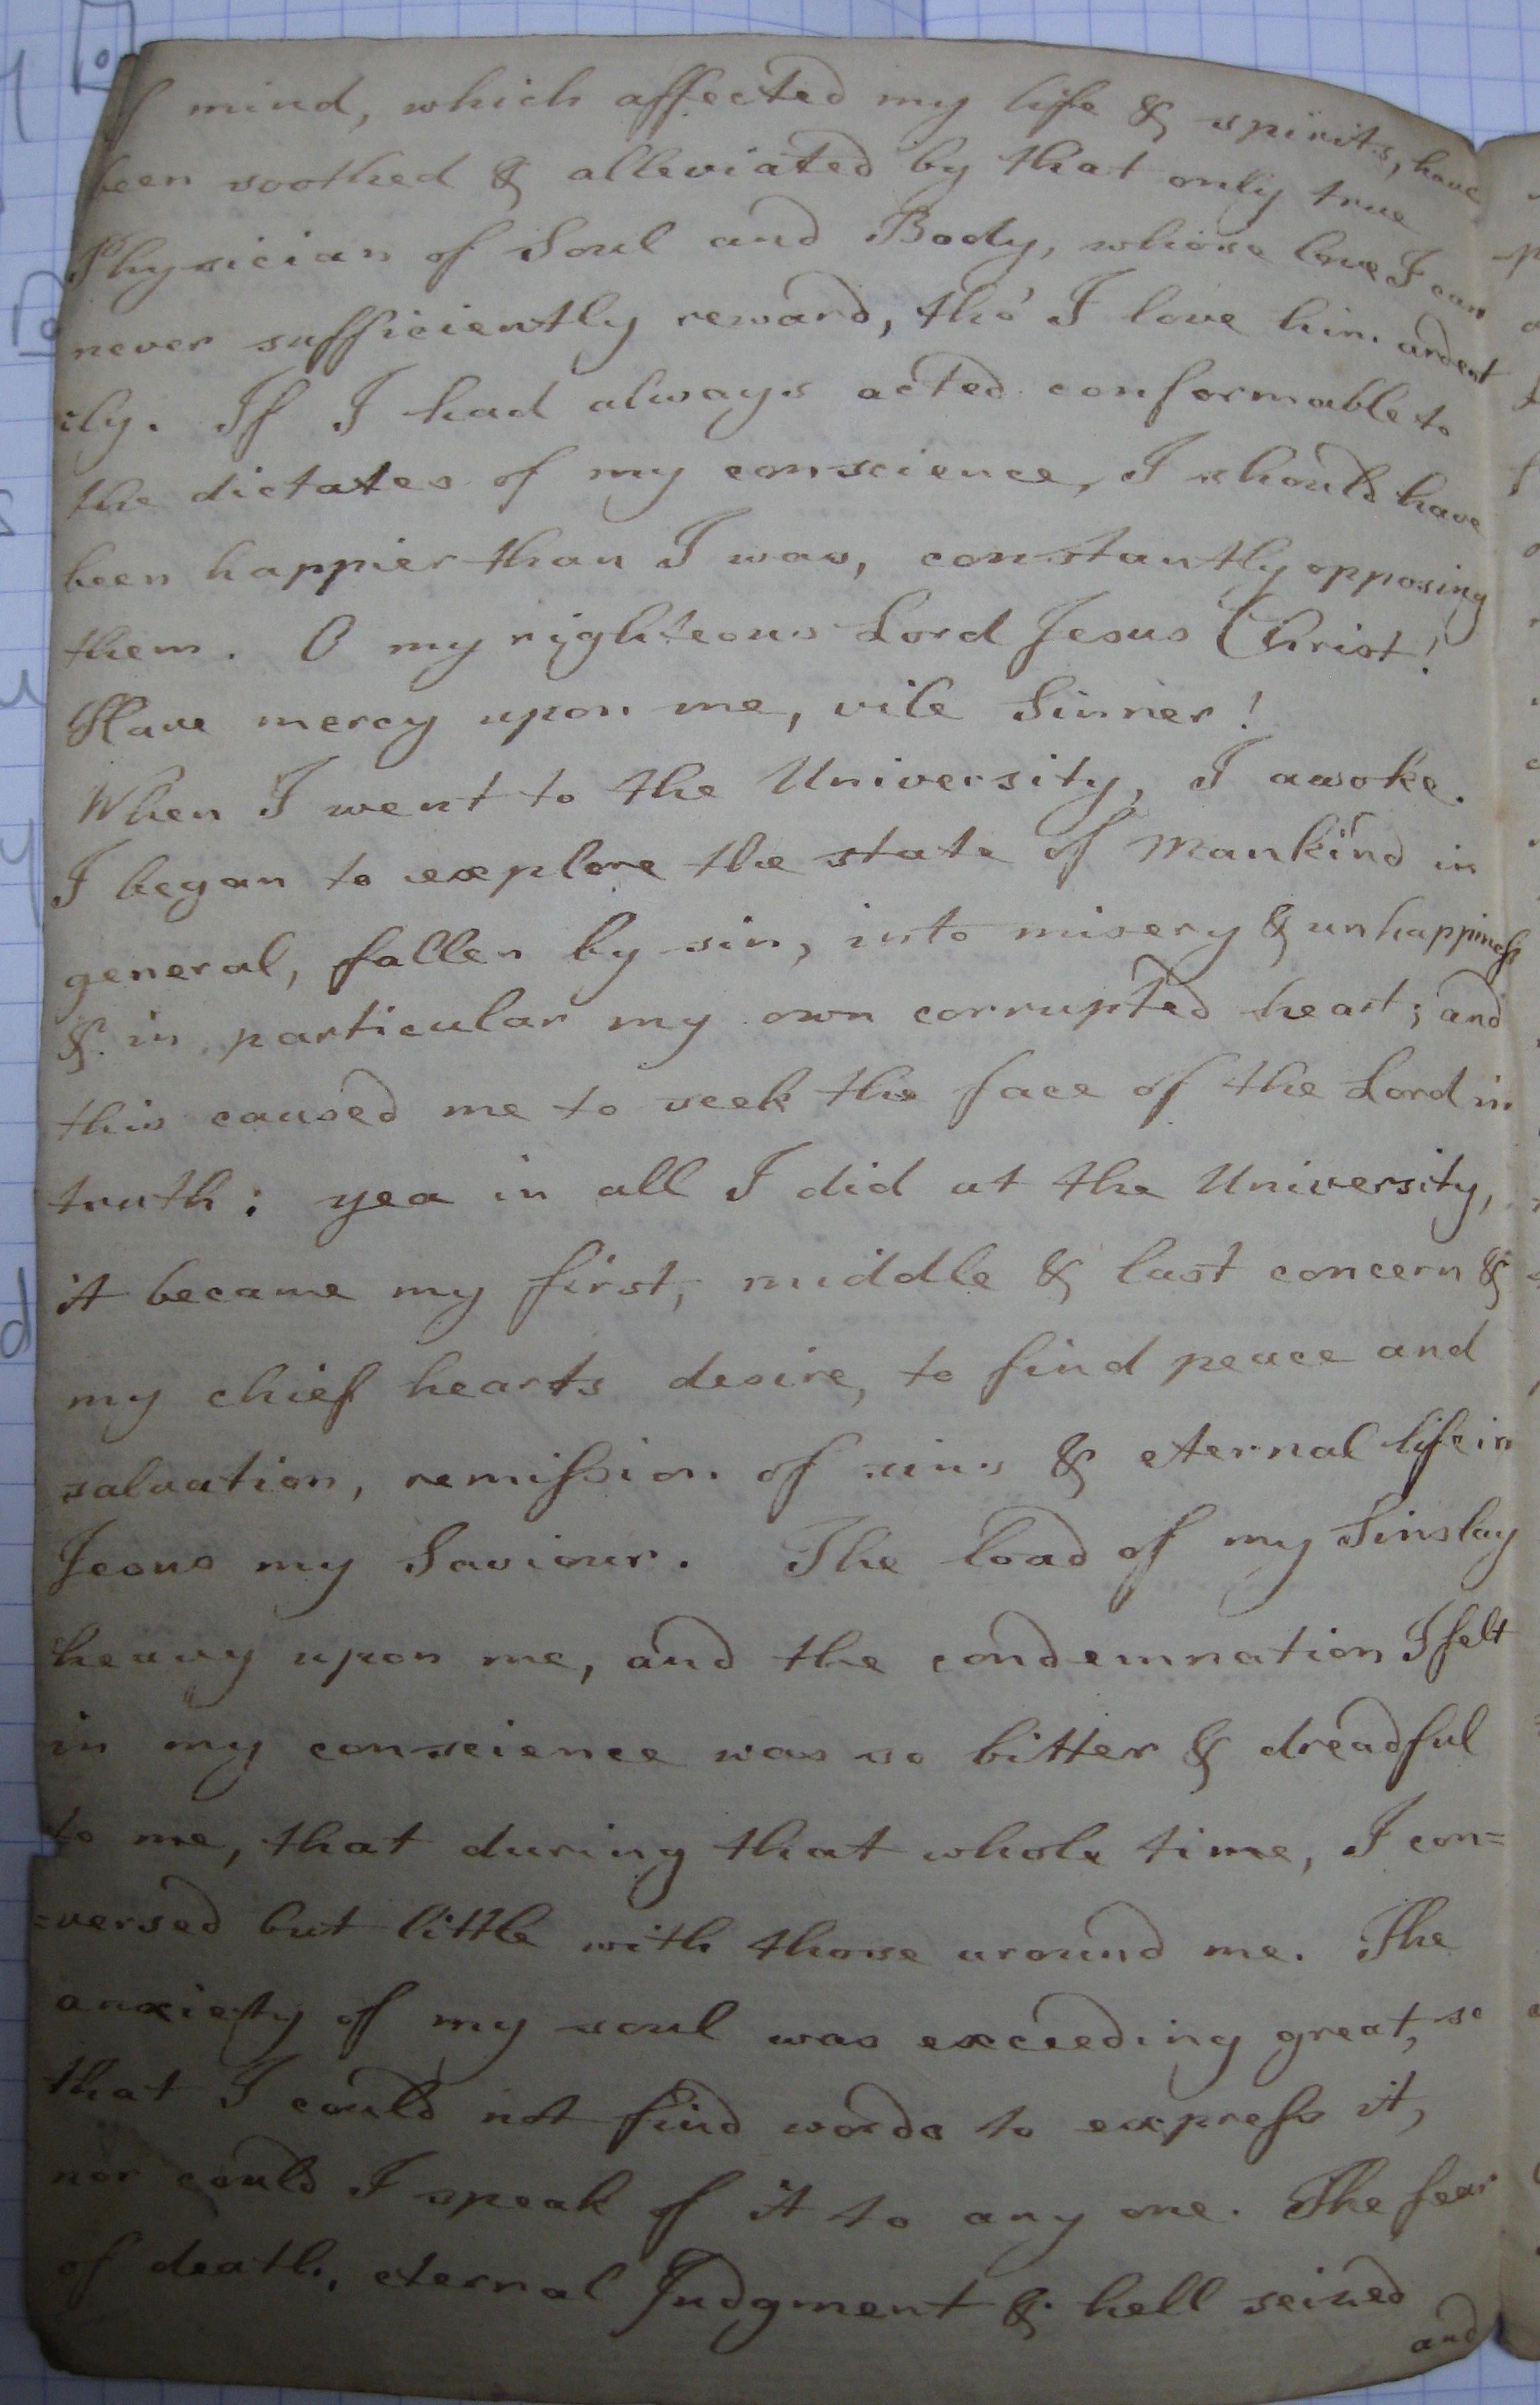 of mind, which affected my life & spirits, have
been soothed & alleviated by that only true
Physician of Soul and Body, whose love I can
never sufficiently reward, tho' I love him ardent
=ly. If I had always acted conformable to
the dictates of my conscience, I should have
been happier than I was, constantly opposing
them. O my righteous Lord Jesus Christ!
Have mercy upon me, vile Sinner!
When I went to the University, I awoke.
I began to explore the state of Mankind in
general, fallen by sin, into misery & unhappiness
& in particular my own corrupted heart; and
this caused me to seek the face of the Lord in
truth: yea in all I did at the University,
it became my first, middle & last concern &
my chief hearts desire, to find peace and
salvation, remission of sins & eternal life in
Jesus my Saviour. The load of my Sins lay
heavy upon me, and the condemnation I felt
in my conscience was so bitter & dreadful
to me, that during that whole time, I con=
=versed but little with those around me. The
anxiety of my soul was exceeding great, so
that I could not find words to express it,
nor could I speak of it to any one. The fear
of death, eternal Judgment & hell seized
and